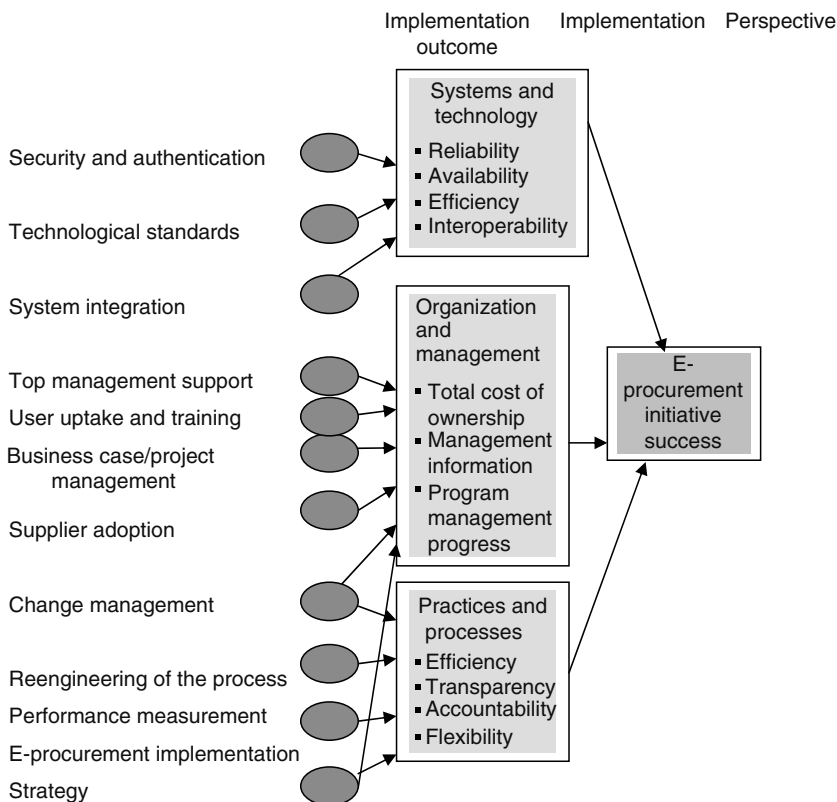 Implementation outcome
Implementation
Perspective
Security and authentication
Technological standards
System integration
Top management support
User uptake and training
Business case/project
management
Supplier adoption
Change management
Reengineering of the process
Performance measurement
E-procurement implementation
Strategy
Systems and
technology
▪ Reliability
▪ Availability
▪ Efficiency
▪ Interoperability
Organization
and
management
▪ Total cost of
ownership
▪ Management
information
▪ Program
management
progress
Practices and
processes
▪ Efficiency
▪ Transparency
▪ Accountability
▪ Flexibility
E-
procurement
initiative
success